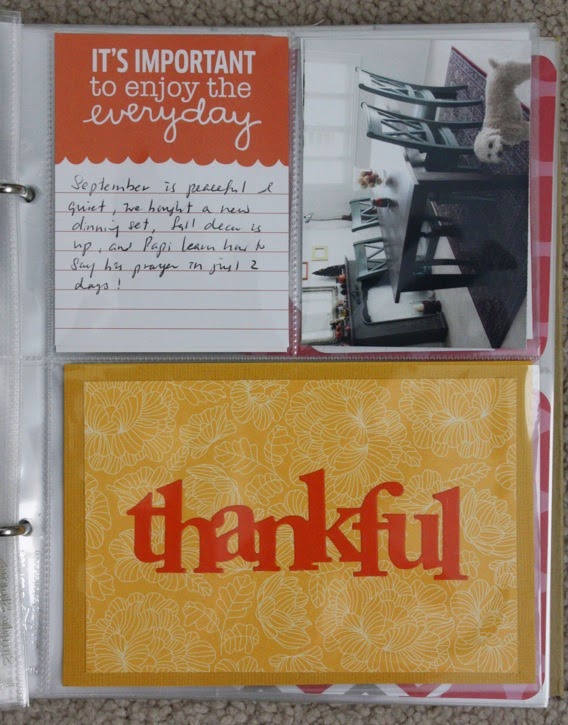 IT'S IMPORTANT
to enjoy the
everyday
September is peaceful &
quiet, I've bought a new
dinning set, fall decor is
up, and Papi learn how to
Say his prayer in just 2
days!
thankful